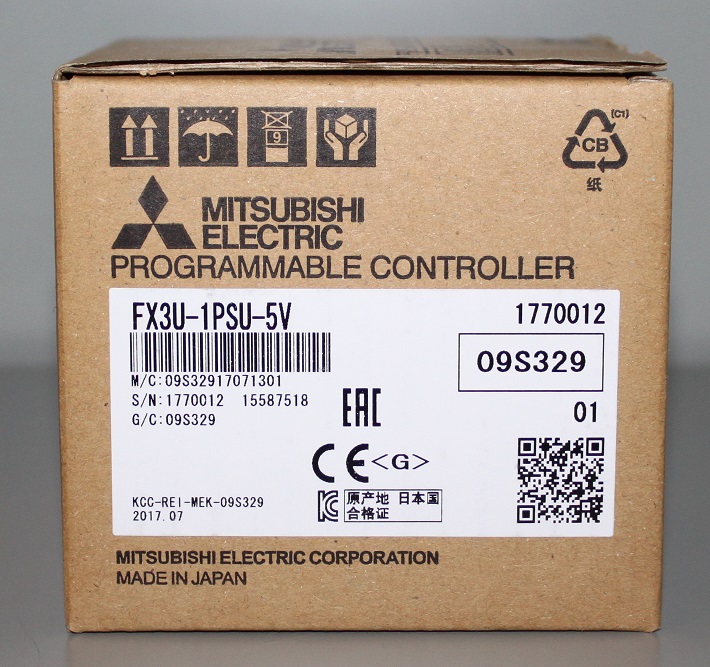 9
[C1]
CB
纸
MITSUBISHI
ELECTRIC
PROGRAMMABLE CONTROLLER
FX3U-1PSU-5V
1770012
M/C:09S32917071301
09S329
S/N:1770012 15587518
G/C:09S329
EAC
01
CE <G>
KCC-REI-MEK-09S329
2017.07
原产地 日本国
合格证
MITSUBISHI ELECTRIC CORPORATION
MADE IN JAPAN